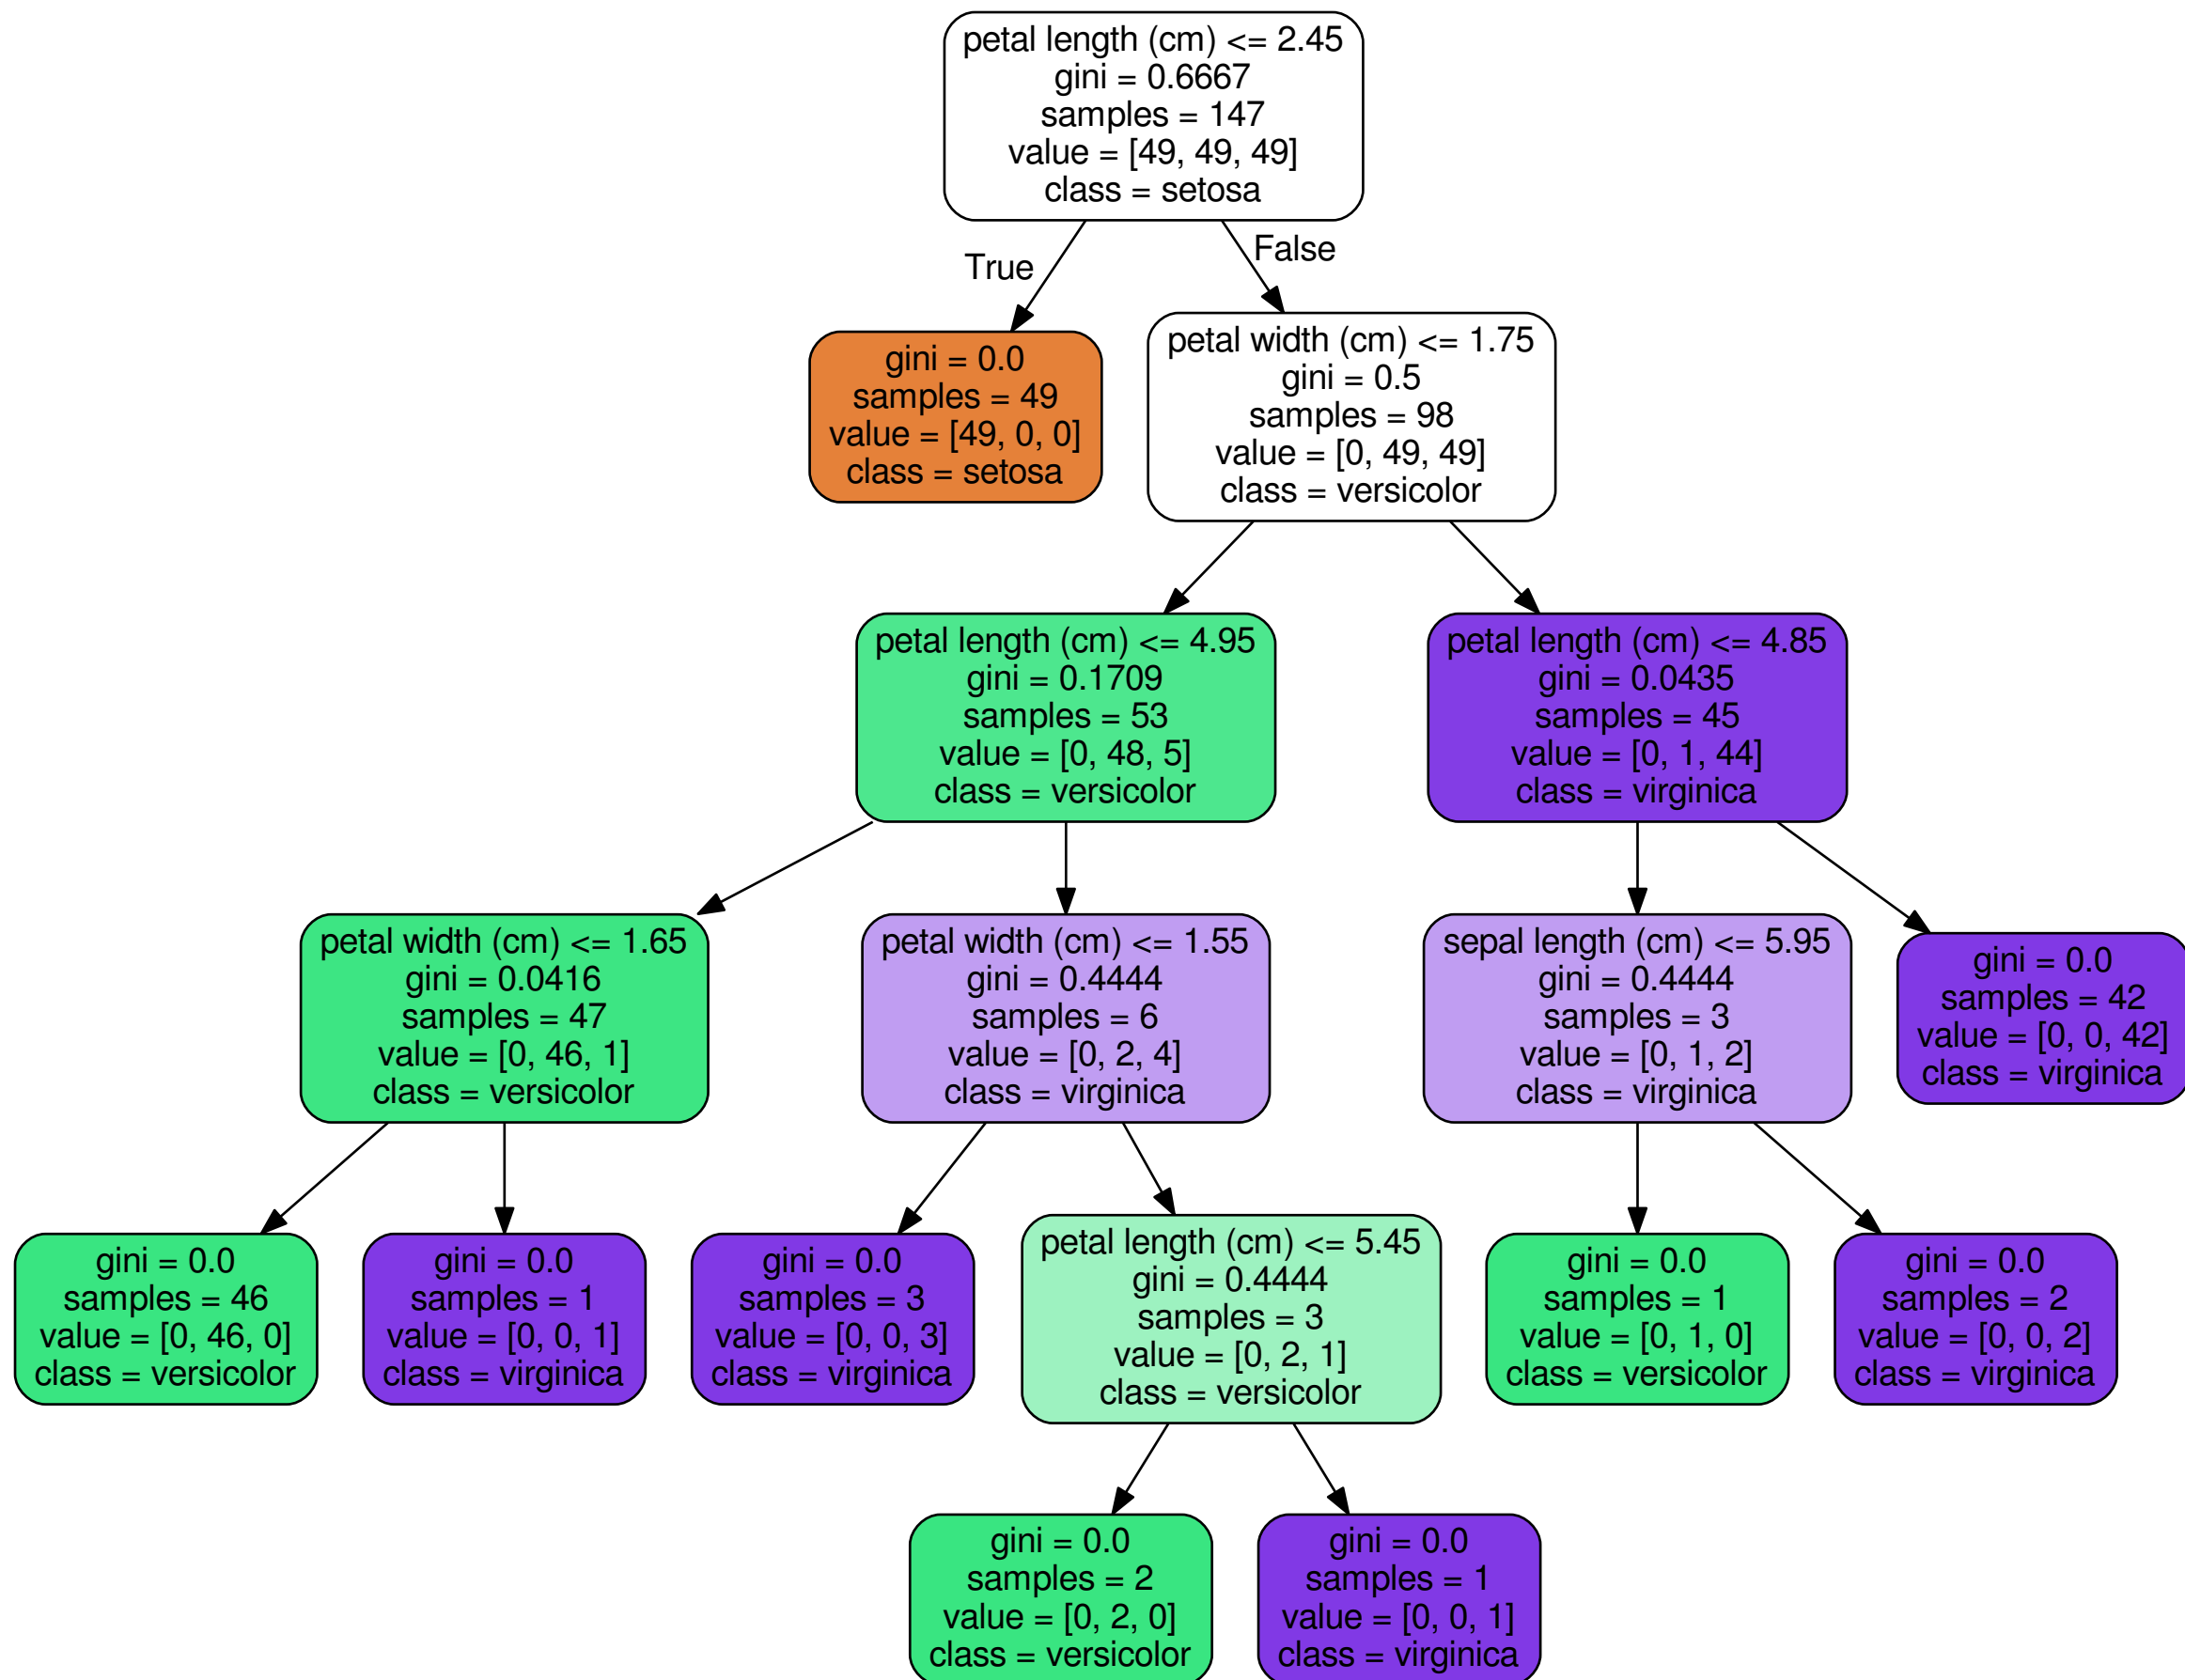 petal length (cm) <= 2.45
gini = 0.6667
samples = 147
value = [49, 49, 49]
class = setosa
True
False
gini = 0.0
samples = 49
value = [49, 0, 0]
class = setosa
petal width (cm) <= 1.75
gini = 0.5
samples = 98
value = [0, 49, 49]
class = versicolor
petal length (cm) <= 4.95
gini = 0.1709
samples = 53
value = [0, 48, 5]
class = versicolor
petal length (cm) <= 4.85
gini = 0.0435
samples = 45
value = [0, 1, 44]
class = virginica
petal width (cm) <= 1.65
gini = 0.0416
samples = 47
value = [0, 46, 1]
class = versicolor
petal width (cm) <= 1.55
gini = 0.4444
samples = 6
value = [0, 2, 4]
class = virginica
sepal length (cm) <= 5.95
gini = 0.4444
samples = 3
value = [0, 1, 2]
class = virginica
gini = 0.0
samples = 42
value = [0, 0, 42]
class = virginica
gini = 0.0
samples = 46
value = [0, 46, 0]
class = versicolor
gini = 0.0
samples = 1
value = [0, 0, 1]
class = virginica
gini = 0.0
samples = 3
value = [0, 0, 3]
class = virginica
petal length (cm) <= 5.45
gini = 0.4444
samples = 3
value = [0, 2, 1]
class = versicolor
gini = 0.0
samples = 1
value = [0, 1, 0]
class = versicolor
gini = 0.0
samples = 2
value = [0, 0, 2]
class = virginica
gini = 0.0
samples = 2
value = [0, 2, 0]
class = versicolor
gini = 0.0
samples = 1
value = [0, 0, 1]
class = virginica